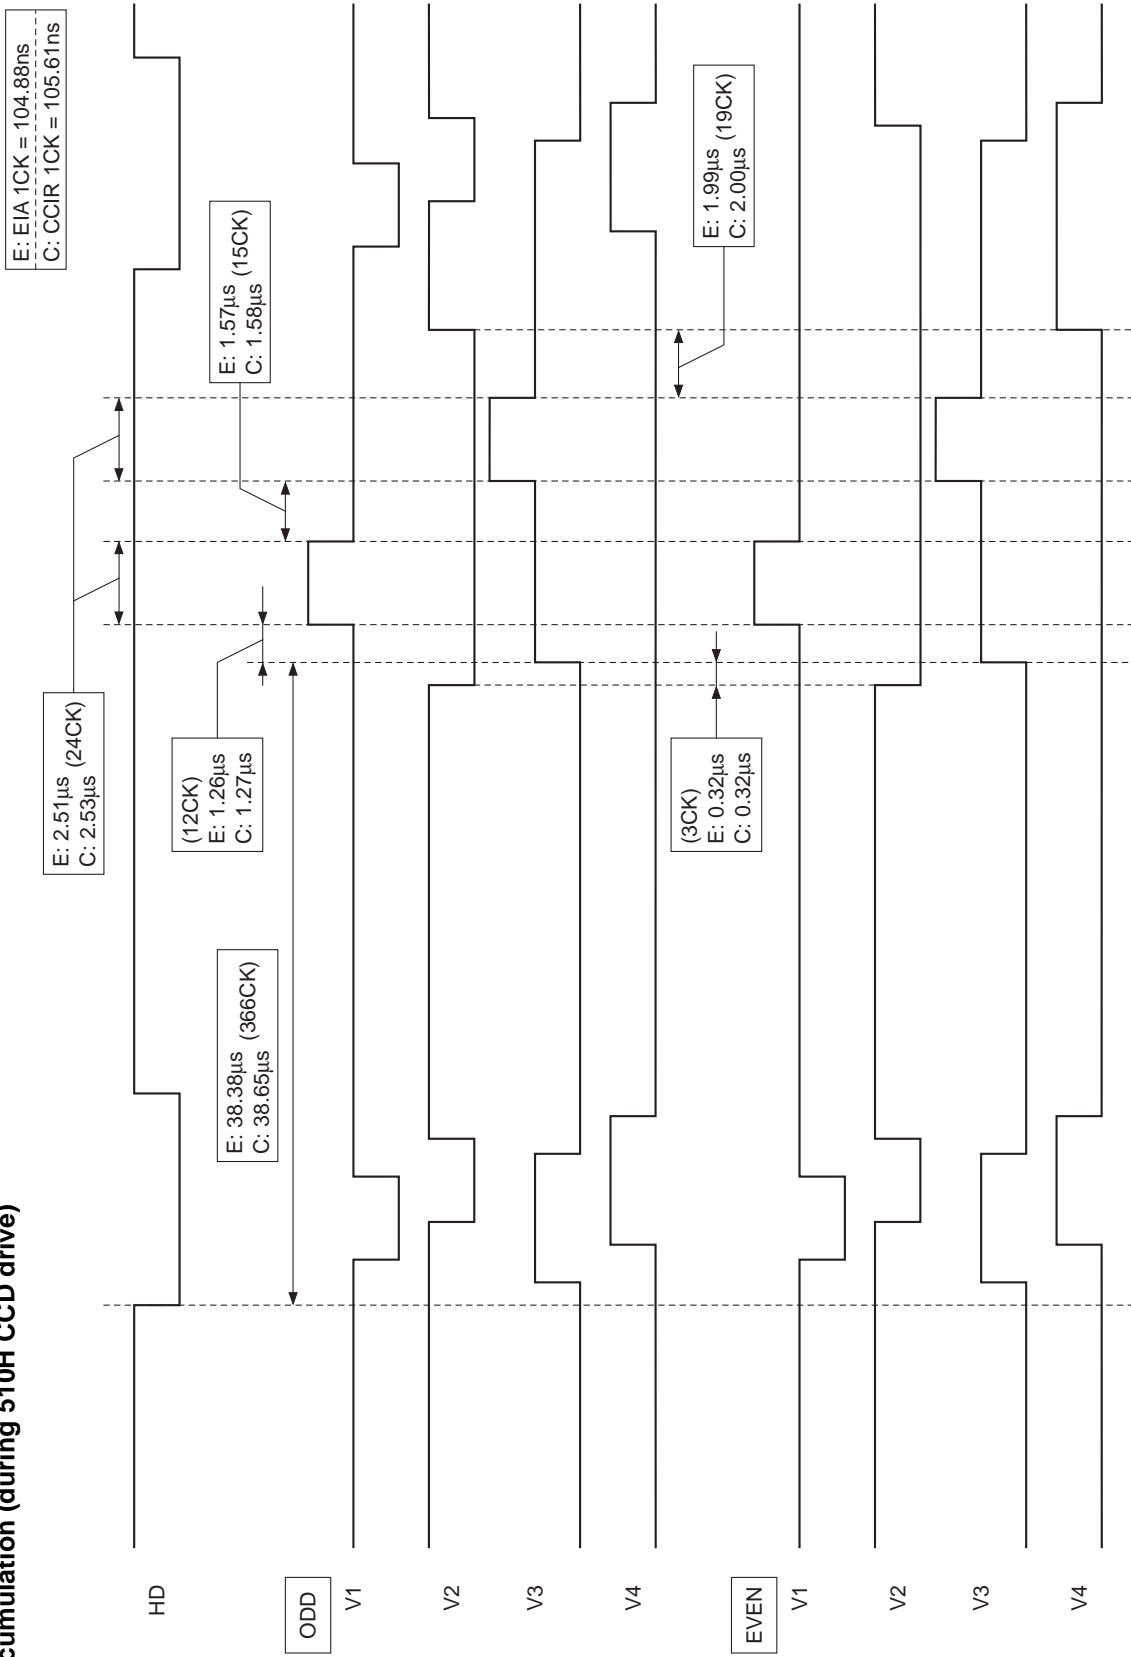 cumulation (during 510H CCD drive)
E: EIA 1CK = 104.88ns
C: CCIR 1CK = 105.61ns
HD
E: 2.51µs (24CK)
C: 2.53µs
E: 1.57µs (15CK)
C: 1.58µs
(12CK)
E: 1.26µs
C: 1.27µs
E: 38.38µs (366CK)
C: 38.65µs
ODD
V1
V2
V3
V4
E: 1.99µs (19CK)
C: 2.00µs
(3CK)
E: 0.32µs
C: 0.32µs
EVEN
V1
V2
V3
V4